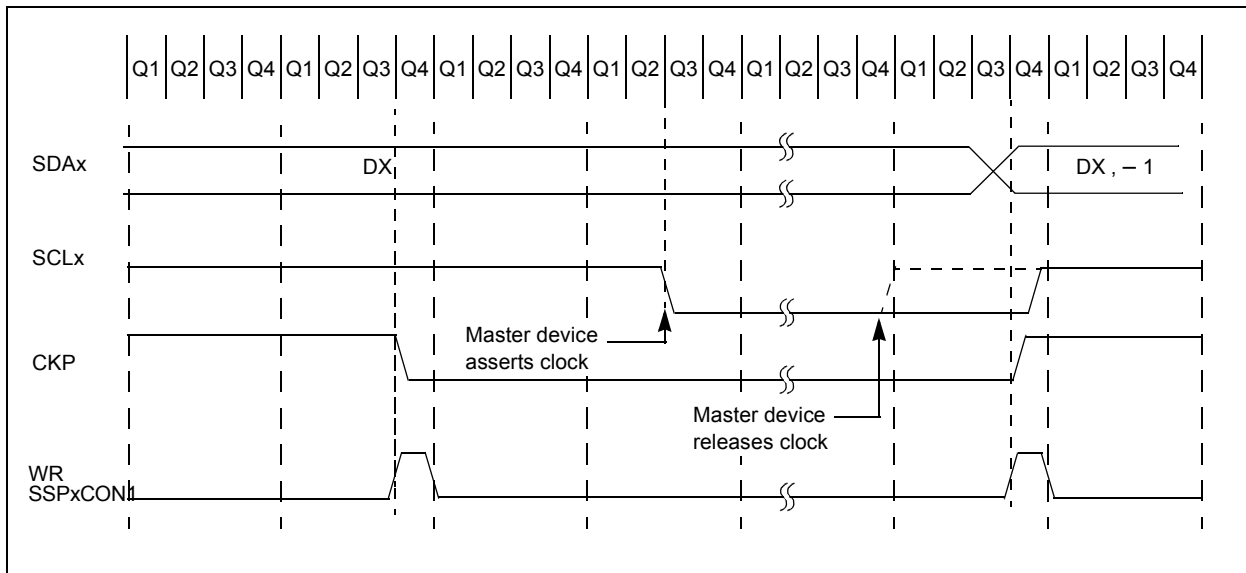 Q1 Q2 Q3 Q4 Q1 Q2 Q3 Q4 Q1 Q2 Q3 Q4 Q1 Q2 Q3 Q4 Q1 Q2 Q3 Q4 Q1 Q2 Q3 Q4 Q1 Q2 Q3 Q4
SDAx
DX
DX , – 1
SCLx
Master device
asserts clock
CKP
Master device
releases clock
WR
SSPxCON1